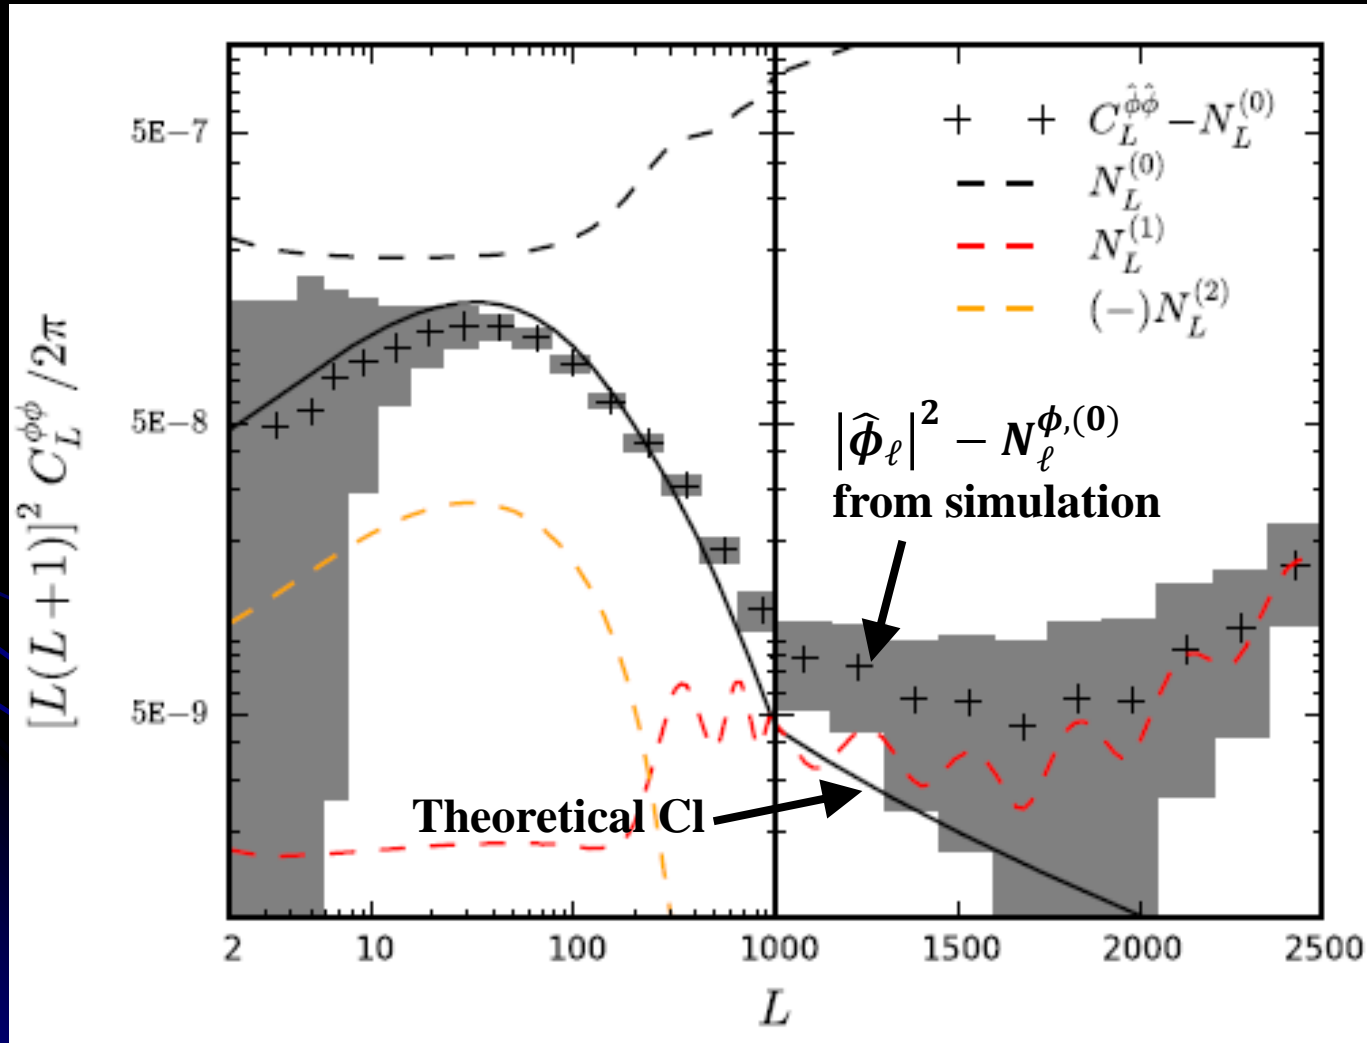 5E−7
5E−8
5E−9
[L(L+1)]² C_L^{ϕϕ} /2π
C_L^{ϕ̂ϕ̂} − N_L^{(0)}
N_L^{(0)}
N_L^{(1)}
(−)N_L^{(2)}
|ϕ̂_ℓ|² − N_ℓ^{ϕ,(0)}
from simulation
Theoretical Cl
2 10 100 1000 1500 2000 2500
L